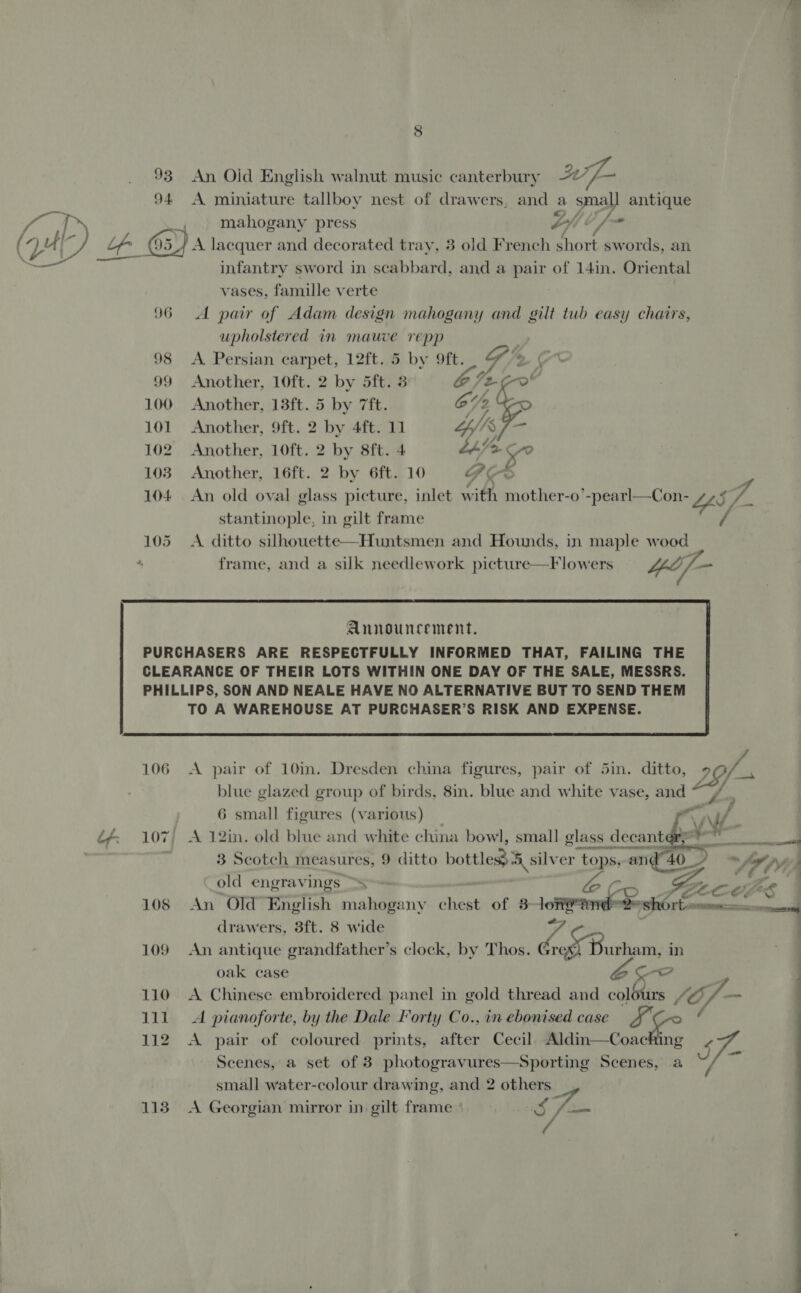 8
93 An Old English walnut music canterbury
94 A miniature tallboy nest of drawers, and a small antique
mahogany press
95 A lacquer and decorated tray, 3 old French short swords, an
infantry sword in scabbard, and a pair of 14in. Oriental
vases, famille verte
96 A pair of Adam design mahogany and gilt tub easy chairs,
upholstered in mauve repp
98 A Persian carpet, 12ft. 5 by 9ft.
99 Another, 10ft. 2 by 5ft. 3
100 Another, 13ft. 5 by 7ft.
101 Another, 9ft. 2 by 4ft. 11
102 Another, 10ft. 2 by 8ft. 4
103 Another, 16ft. 2 by 6ft. 10
104 An old oval glass picture, inlet with mother-o'-pearl—Con-
stantinople, in gilt frame
105 A ditto silhouette—Huntsmen and Hounds, in maple wood
frame, and a silk needlework picture—Flowers
Announcement.
PURCHASERS ARE RESPECTFULLY INFORMED THAT, FAILING THE
CLEARANCE OF THEIR LOTS WITHIN ONE DAY OF THE SALE, MESSRS.
PHILLIPS, SON AND NEALE HAVE NO ALTERNATIVE BUT TO SEND THEM
TO A WAREHOUSE AT PURCHASER'S RISK AND EXPENSE.
106 A pair of 10in. Dresden china figures, pair of 5in. ditto,
blue glazed group of birds, 8in. blue and white vase, and
6 small figures (various)
107 A 12in. old blue and white china bowl, small glass decanter,
3 Scotch measures, 9 ditto bottles, 5 silver tops, and 40
old engravings
108 An Old English mahogany chest of 3 long and 2 short
drawers, 3ft. 8 wide
109 An antique grandfather's clock, by Thos. Grey, Durham, in
oak case
110 A Chinese embroidered panel in gold thread and colours
111 A pianoforte, by the Dale Forty Co., in ebonised case
112 A pair of coloured prints, after Cecil Aldin—Coaching
Scenes, a set of 3 photogravures—Sporting Scenes, a
small water-colour drawing, and 2 others
113 A Georgian mirror in gilt frame